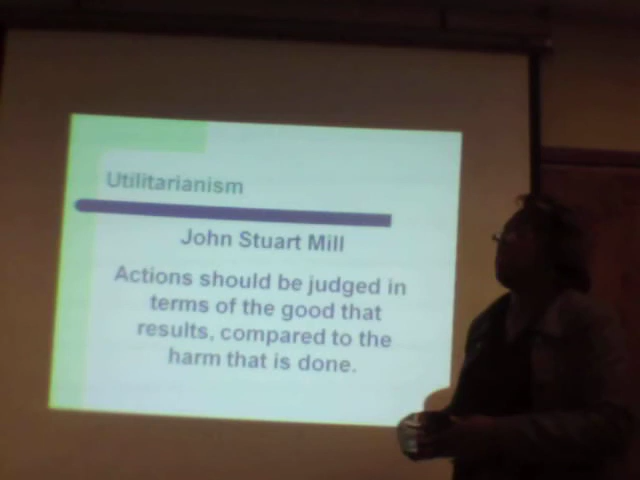 Utilitarianism
John Stuart Mill
Actions should be judged in
terms of the good that
results, compared to the
harm that is done.